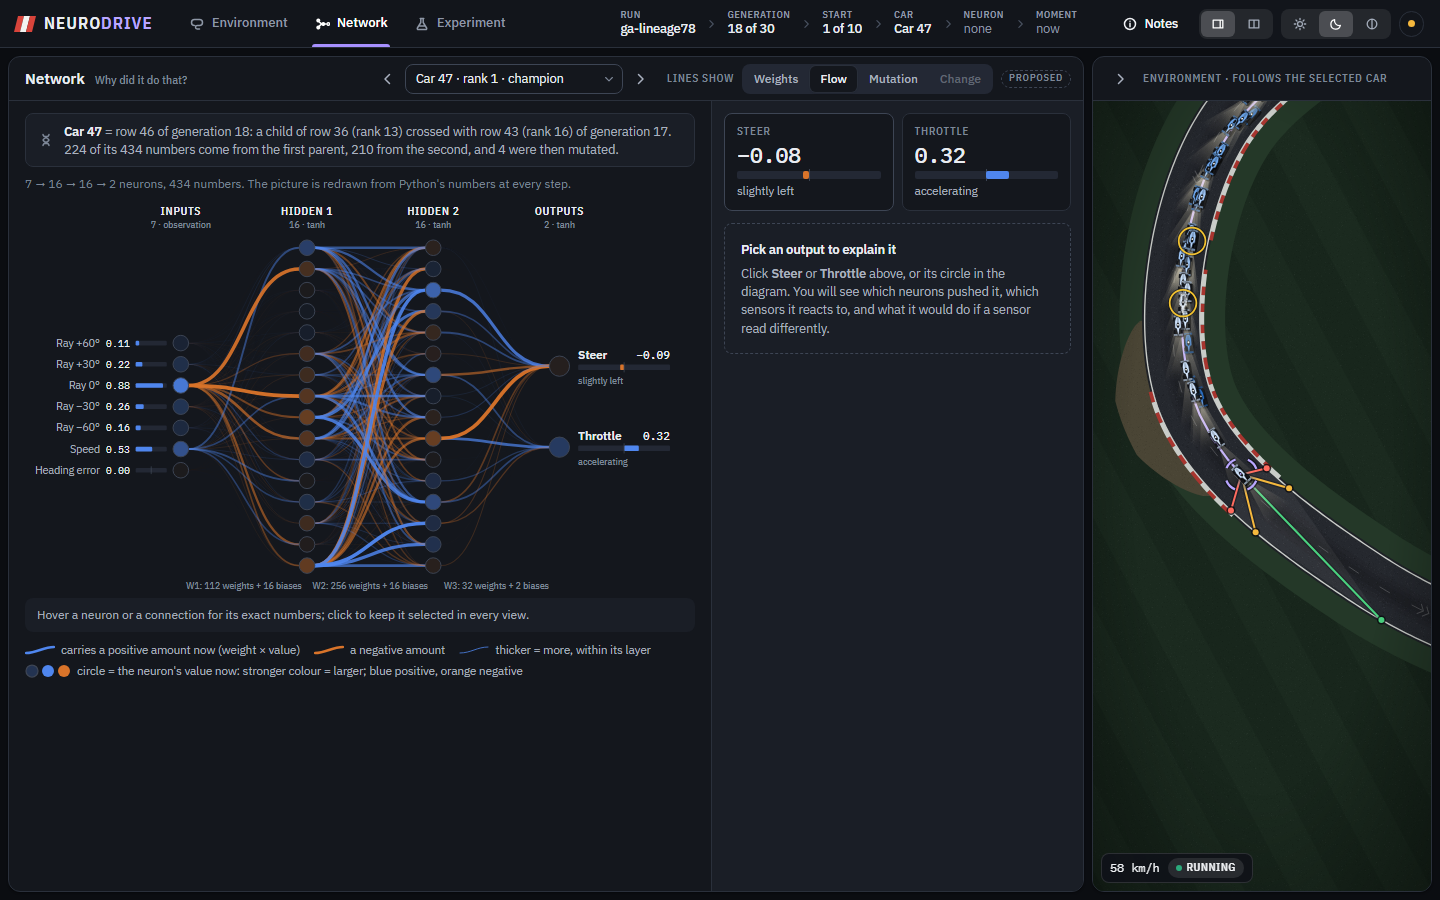 NEURODRIVE
Environment
Network
Experiment
RUN
ga-lineage78
GENERATION
18 of 30
START
1 of 10
CAR
Car 47
NEURON
none
MOMENT
now
Notes
Network Why did it do that?
Car 47 · rank 1 · champion
LINES SHOW
Weights
Flow
Mutation
Change
PROPOSED
ENVIRONMENT · FOLLOWS THE SELECTED CAR
Car 47 = row 46 of generation 18: a child of row 36 (rank 13) crossed with row 43 (rank 16) of generation 17.
224 of its 434 numbers come from the first parent, 210 from the second, and 4 were then mutated.
7 → 16 → 16 → 2 neurons, 434 numbers. The picture is redrawn from Python's numbers at every step.
INPUTS
7 · observation
HIDDEN 1
16 · tanh
HIDDEN 2
16 · tanh
OUTPUTS
2 · tanh
Ray +60° 0.11
Ray +30° 0.22
Ray 0° 0.88
Ray −30° 0.26
Ray −60° 0.16
Speed 0.53
Heading error 0.00
Steer −0.09
slightly left
Throttle 0.32
accelerating
W1: 112 weights + 16 biases
W2: 256 weights + 16 biases
W3: 32 weights + 2 biases
Hover a neuron or a connection for its exact numbers; click to keep it selected in every view.
carries a positive amount now (weight × value)
a negative amount
thicker = more, within its layer
circle = the neuron's value now: stronger colour = larger; blue positive, orange negative
STEER
−0.08
slightly left
THROTTLE
0.32
accelerating
Pick an output to explain it
Click Steer or Throttle above, or its circle in the
diagram. You will see which neurons pushed it, which
sensors it reacts to, and what it would do if a sensor
read differently.
58 km/h
RUNNING